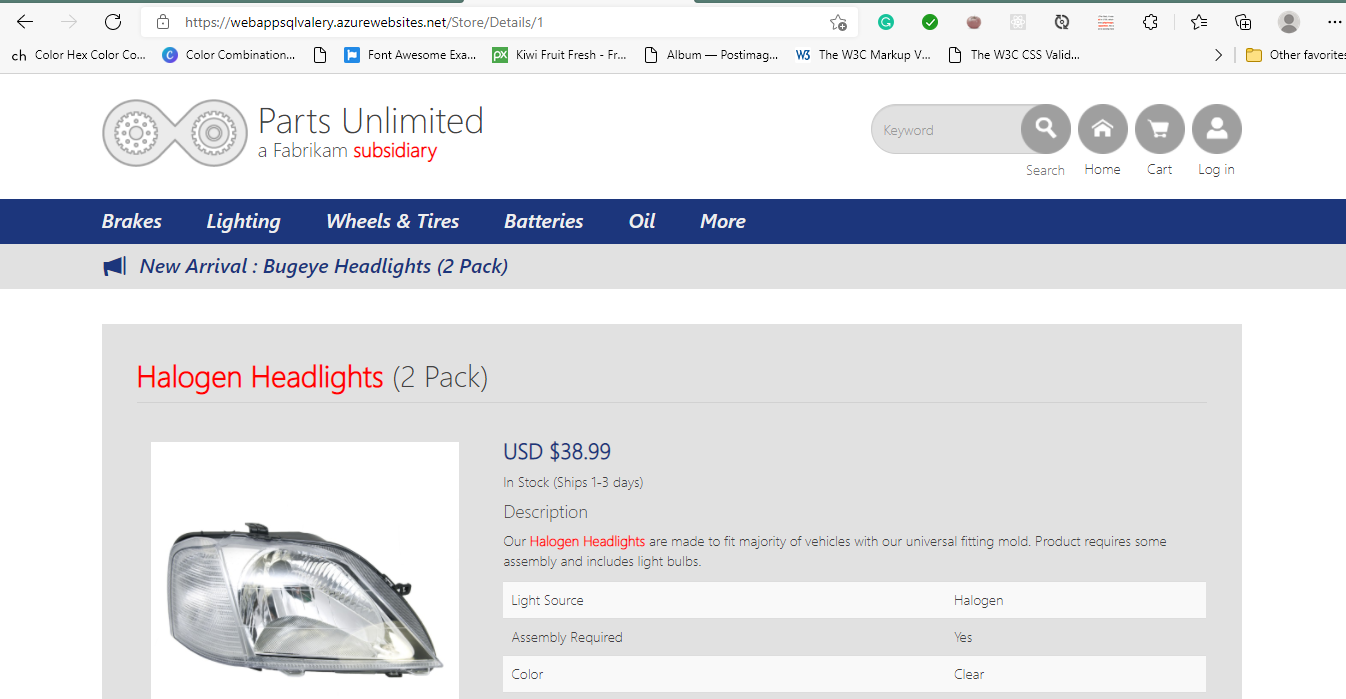 https://webappsqlvalery.azurewebsites.net/Store/Details/1
ch Color Hex Color Co... C Color Combination... Font Awesome Exa... px Kiwi Fruit Fresh - Fr... Album — Postimag... W3 The W3C Markup V... The W3C CSS Valid... Other favorites
Parts Unlimited
a Fabrikam subsidiary
Keyword
Search Home Cart Log in
Brakes Lighting Wheels & Tires Batteries Oil More
New Arrival : Bugeye Headlights (2 Pack)
Halogen Headlights (2 Pack)
USD $38.99
In Stock (Ships 1-3 days)
Description
Our Halogen Headlights are made to fit majority of vehicles with our universal fitting mold. Product requires some
assembly and includes light bulbs.
Light Source Halogen
Assembly Required Yes
Color Clear